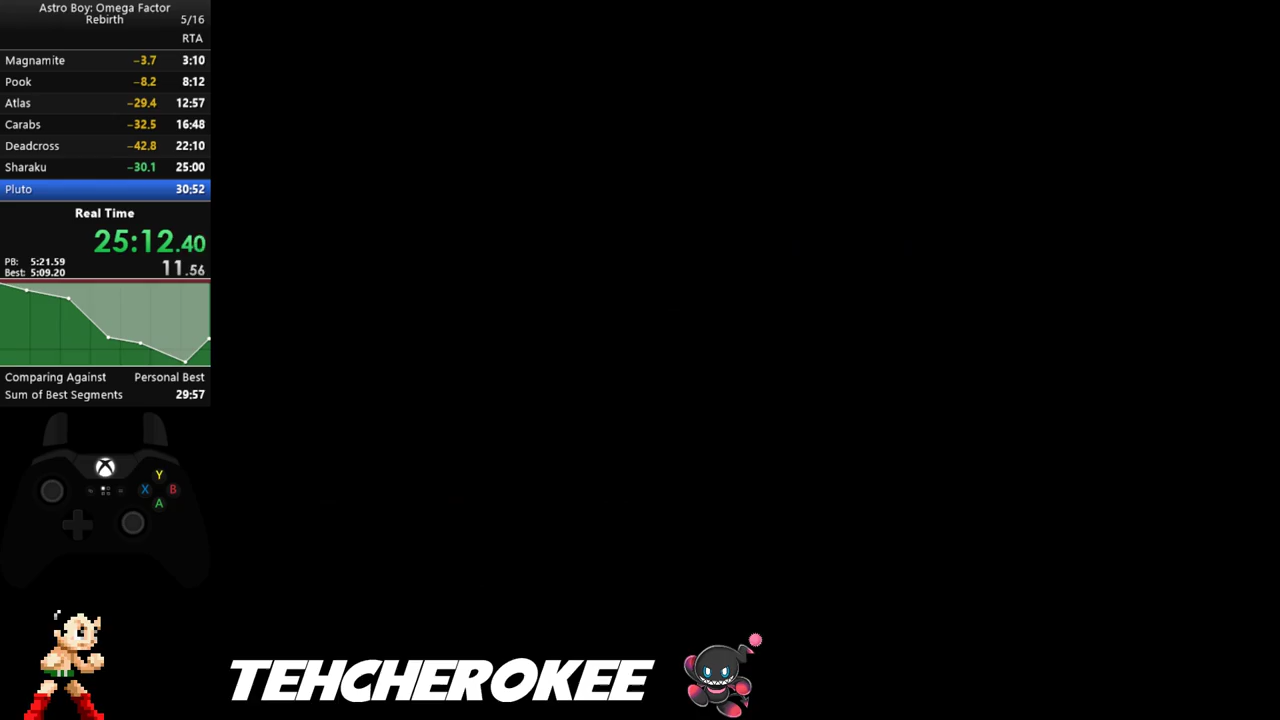 Astro Boy: Omega Factor
Rebirth 5/16
RTA
Magnamite −3.7 3:10
Pook −8.2 8:12
Atlas −29.4 12:57
Carabs −32.5 16:48
Deadcross −42.8 22:10
Sharaku −30.1 25:00
Pluto 30:52
Real Time
25:12.40
PB: 5:21.59
Best: 5:09.20
11.56
Comparing Against Personal Best
Sum of Best Segments 29:57
Y
X B
A
TEHCHEROKEE